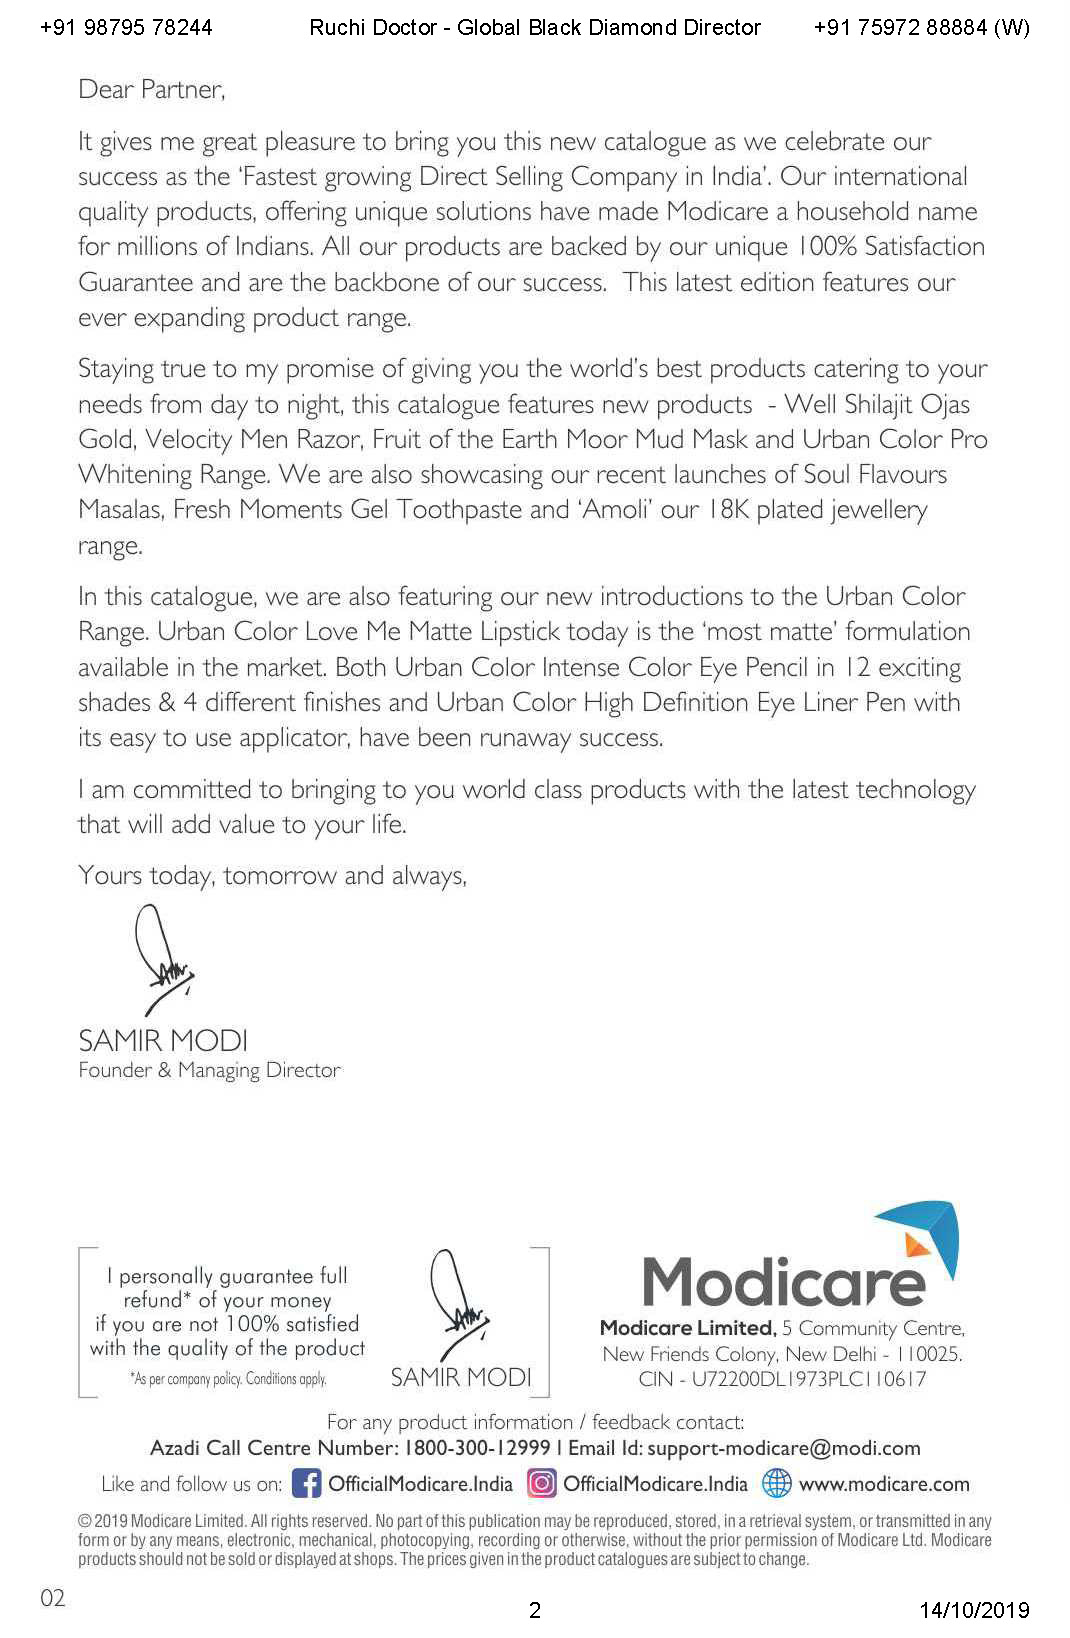 +91 98795 78244 Ruchi Doctor - Global Black Diamond Director +91 75972 88884 (W)
Dear Partner,
It gives me great pleasure to bring you this new catalogue as we celebrate our
success as the ‘Fastest growing Direct Selling Company in India’. Our international
quality products, offering unique solutions have made Modicare a household name
for millions of Indians. All our products are backed by our unique 100% Satisfaction
Guarantee and are the backbone of our success.  This latest edition features our
ever expanding product range.
Staying true to my promise of giving you the world’s best products catering to your
needs from day to night, this catalogue features new products  - Well Shilajit Ojas
Gold, Velocity Men Razor, Fruit of the Earth Moor Mud Mask and Urban Color Pro
Whitening Range. We are also showcasing our recent launches of Soul Flavours
Masalas, Fresh Moments Gel Toothpaste and ‘Amoli’ our 18K plated jewellery
range.
In this catalogue, we are also featuring our new introductions to the Urban Color
Range. Urban Color Love Me Matte Lipstick today is the ‘most matte’ formulation
available in the market. Both Urban Color Intense Color Eye Pencil in 12 exciting
shades & 4 different finishes and Urban Color High Definition Eye Liner Pen with
its easy to use applicator, have been runaway success.
I am committed to bringing to you world class products with the latest technology
that will add value to your life.
Yours today, tomorrow and always,
SAMIR MODI
Founder & Managing Director
I personally guarantee full
refund* of your money
if you are not 100% satisfied
with the quality of the product
*As per company policy. Conditions apply.
SAMIR MODI
Modicare
Modicare Limited, 5 Community Centre,
New Friends Colony, New Delhi - 110025.
CIN - U72200DL1973PLC110617
For any product information / feedback contact:
Azadi Call Centre Number: 1800-300-12999 I Email Id: support-modicare@modi.com
Like and follow us on: OfficialModicare.India OfficialModicare.India www.modicare.com
© 2019 Modicare Limited. All rights reserved. No part of this publication may be reproduced, stored, in a retrieval system, or transmitted in any
form or by any means, electronic, mechanical, photocopying, recording or otherwise, without the prior permission of Modicare Ltd. Modicare
products should not be sold or displayed at shops. The prices given in the product catalogues are subject to change.
02
2 14/10/2019